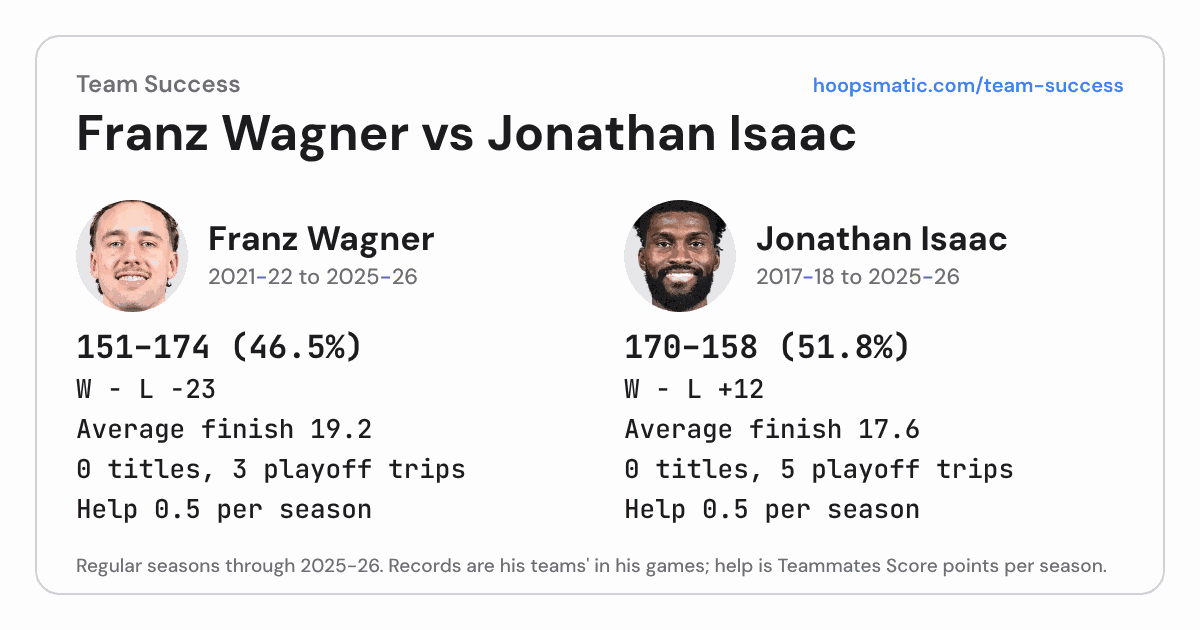 Team Success
hoopsmatic.com/team-success
Franz Wagner vs Jonathan Isaac
Franz Wagner
2021-22 to 2025-26
151-174 (46.5%)
W - L -23
Average finish 19.2
0 titles, 3 playoff trips
Help 0.5 per season
Jonathan Isaac
2017-18 to 2025-26
170-158 (51.8%)
W - L +12
Average finish 17.6
0 titles, 5 playoff trips
Help 0.5 per season
Regular seasons through 2025-26. Records are his teams' in his games; help is Teammates Score points per season.